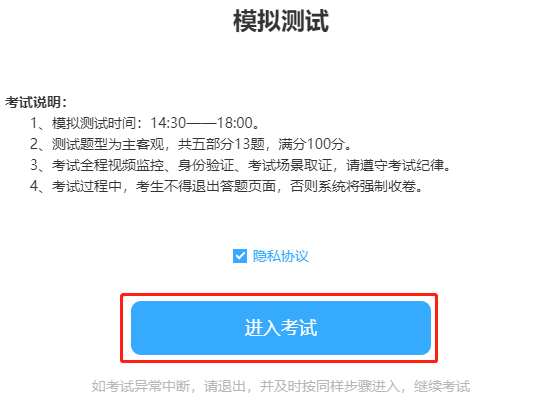 模拟测试
考试说明：
1、模拟测试时间：14:30——18:00。
2、测试题型为主客观，共五部分13题，满分100分。
3、考试全程视频监控、身份验证、考试场景取证，请遵守考试纪律。
4、考试过程中，考生不得退出答题页面，否则系统将强制收卷。
隐私协议
进入考试
如考试异常中断，请退出，并及时按同样步骤进入，继续考试